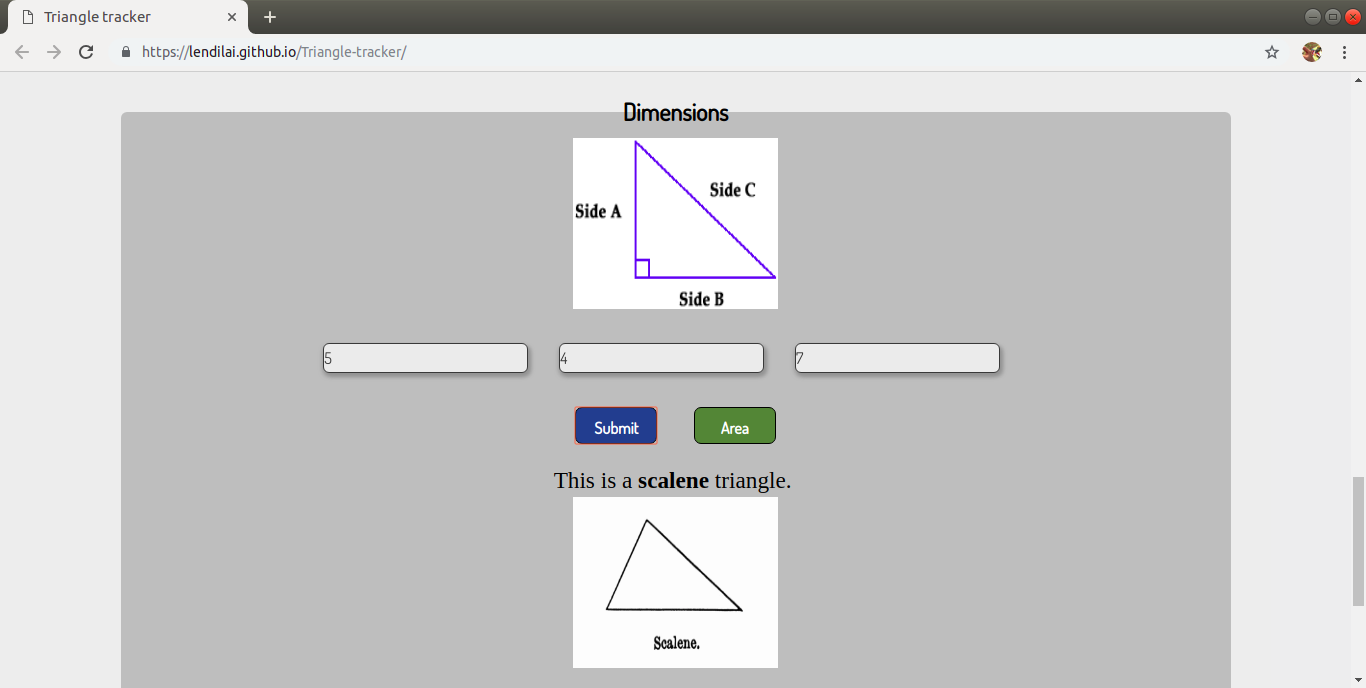 Triangle tracker
https://lendilai.github.io/Triangle-tracker/
Dimensions
Side C
Side A
Side B
5 4 7
Submit Area
This is a scalene triangle.
Scalene.